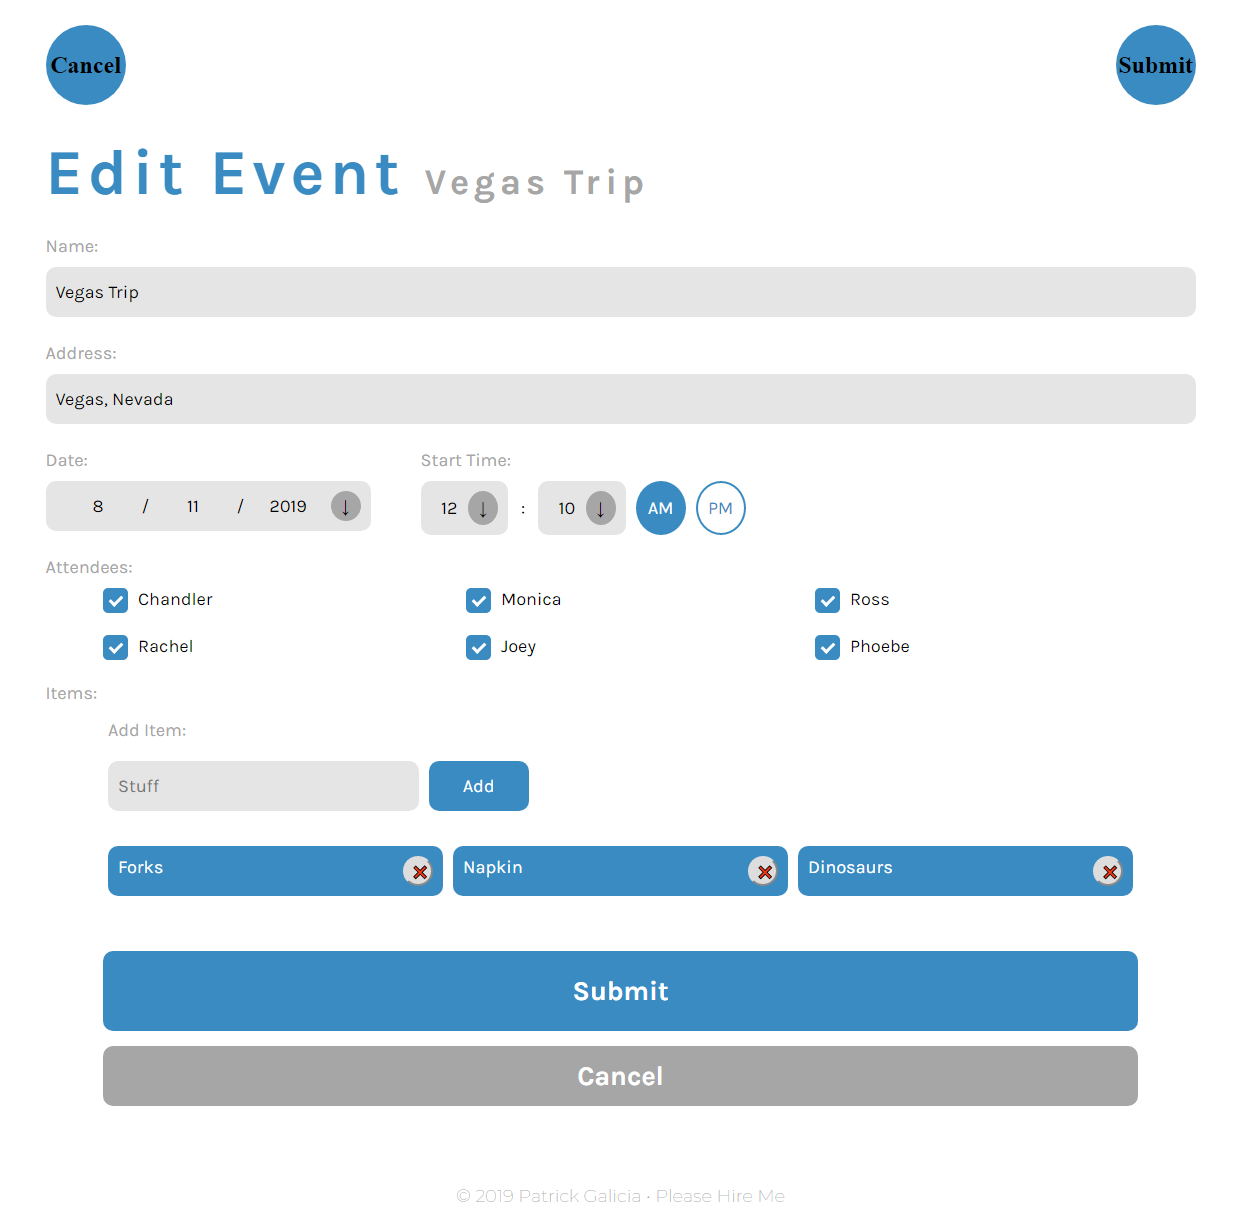 Cancel Submit
Edit Event Vegas Trip
Name:
Vegas Trip
Address:
Vegas, Nevada
Date: Start Time:
8 / 11 / 2019 ↓ 12 ↓ : 10 ↓ AM PM
Attendees:
Chandler Monica Ross
Rachel Joey Phoebe
Items:
Add Item:
Stuff Add
Forks Napkin Dinosaurs
Submit
Cancel
© 2019 Patrick Galicia · Please Hire Me